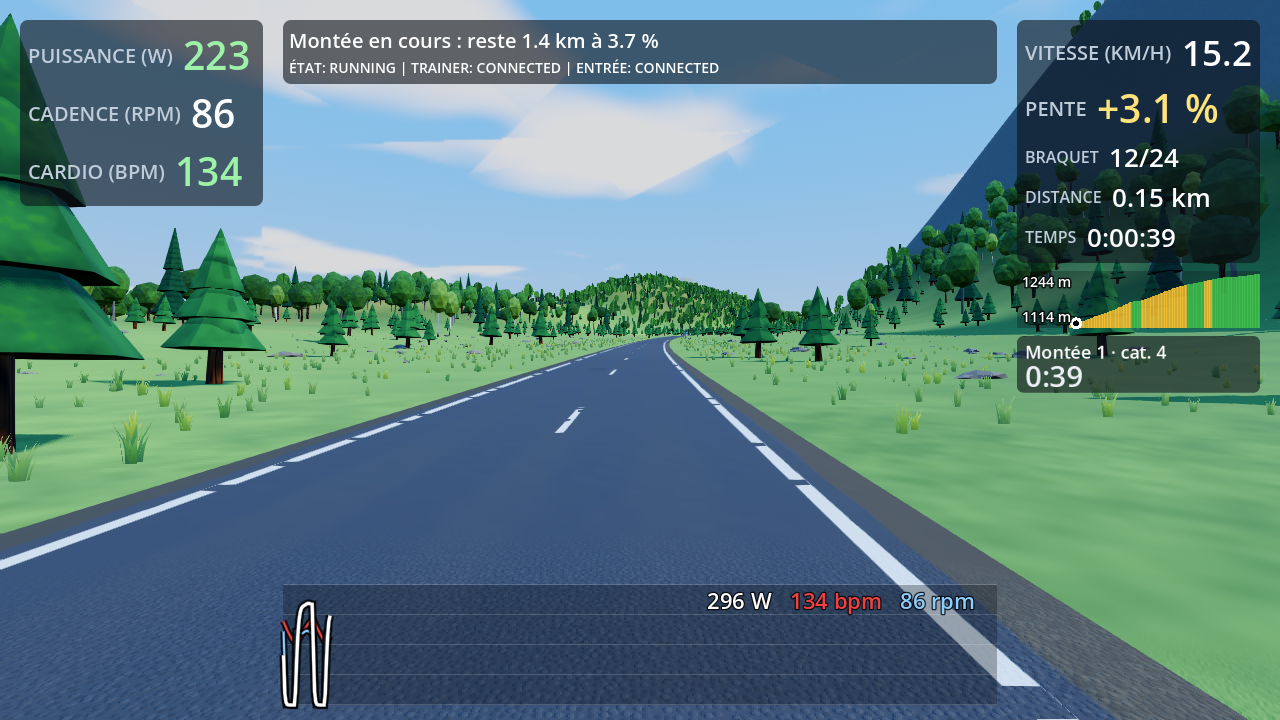 PUISSANCE (W) 223
CADENCE (RPM) 86
CARDIO (BPM) 134
Montée en cours : reste 1.4 km à 3.7 %
ÉTAT: RUNNING | TRAINER: CONNECTED | ENTRÉE: CONNECTED
VITESSE (KM/H) 15.2
PENTE +3.1 %
BRAQUET 12/24
DISTANCE 0.15 km
TEMPS 0:00:39
1244 m
1114 m
Montée 1 · cat. 4
0:39
296 W 134 bpm 86 rpm